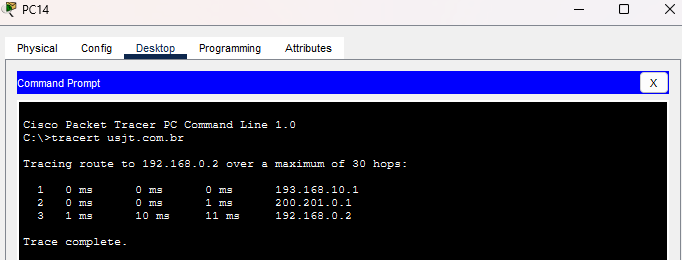 PC14
Physical Config Desktop Programming Attributes
Command Prompt X
Cisco Packet Tracer PC Command Line 1.0
C:\>tracert usjt.com.br
Tracing route to 192.168.0.2 over a maximum of 30 hops:
1 0 ms 0 ms 0 ms 193.168.10.1
2 0 ms 0 ms 1 ms 200.201.0.1
3 1 ms 10 ms 11 ms 192.168.0.2
Trace complete.